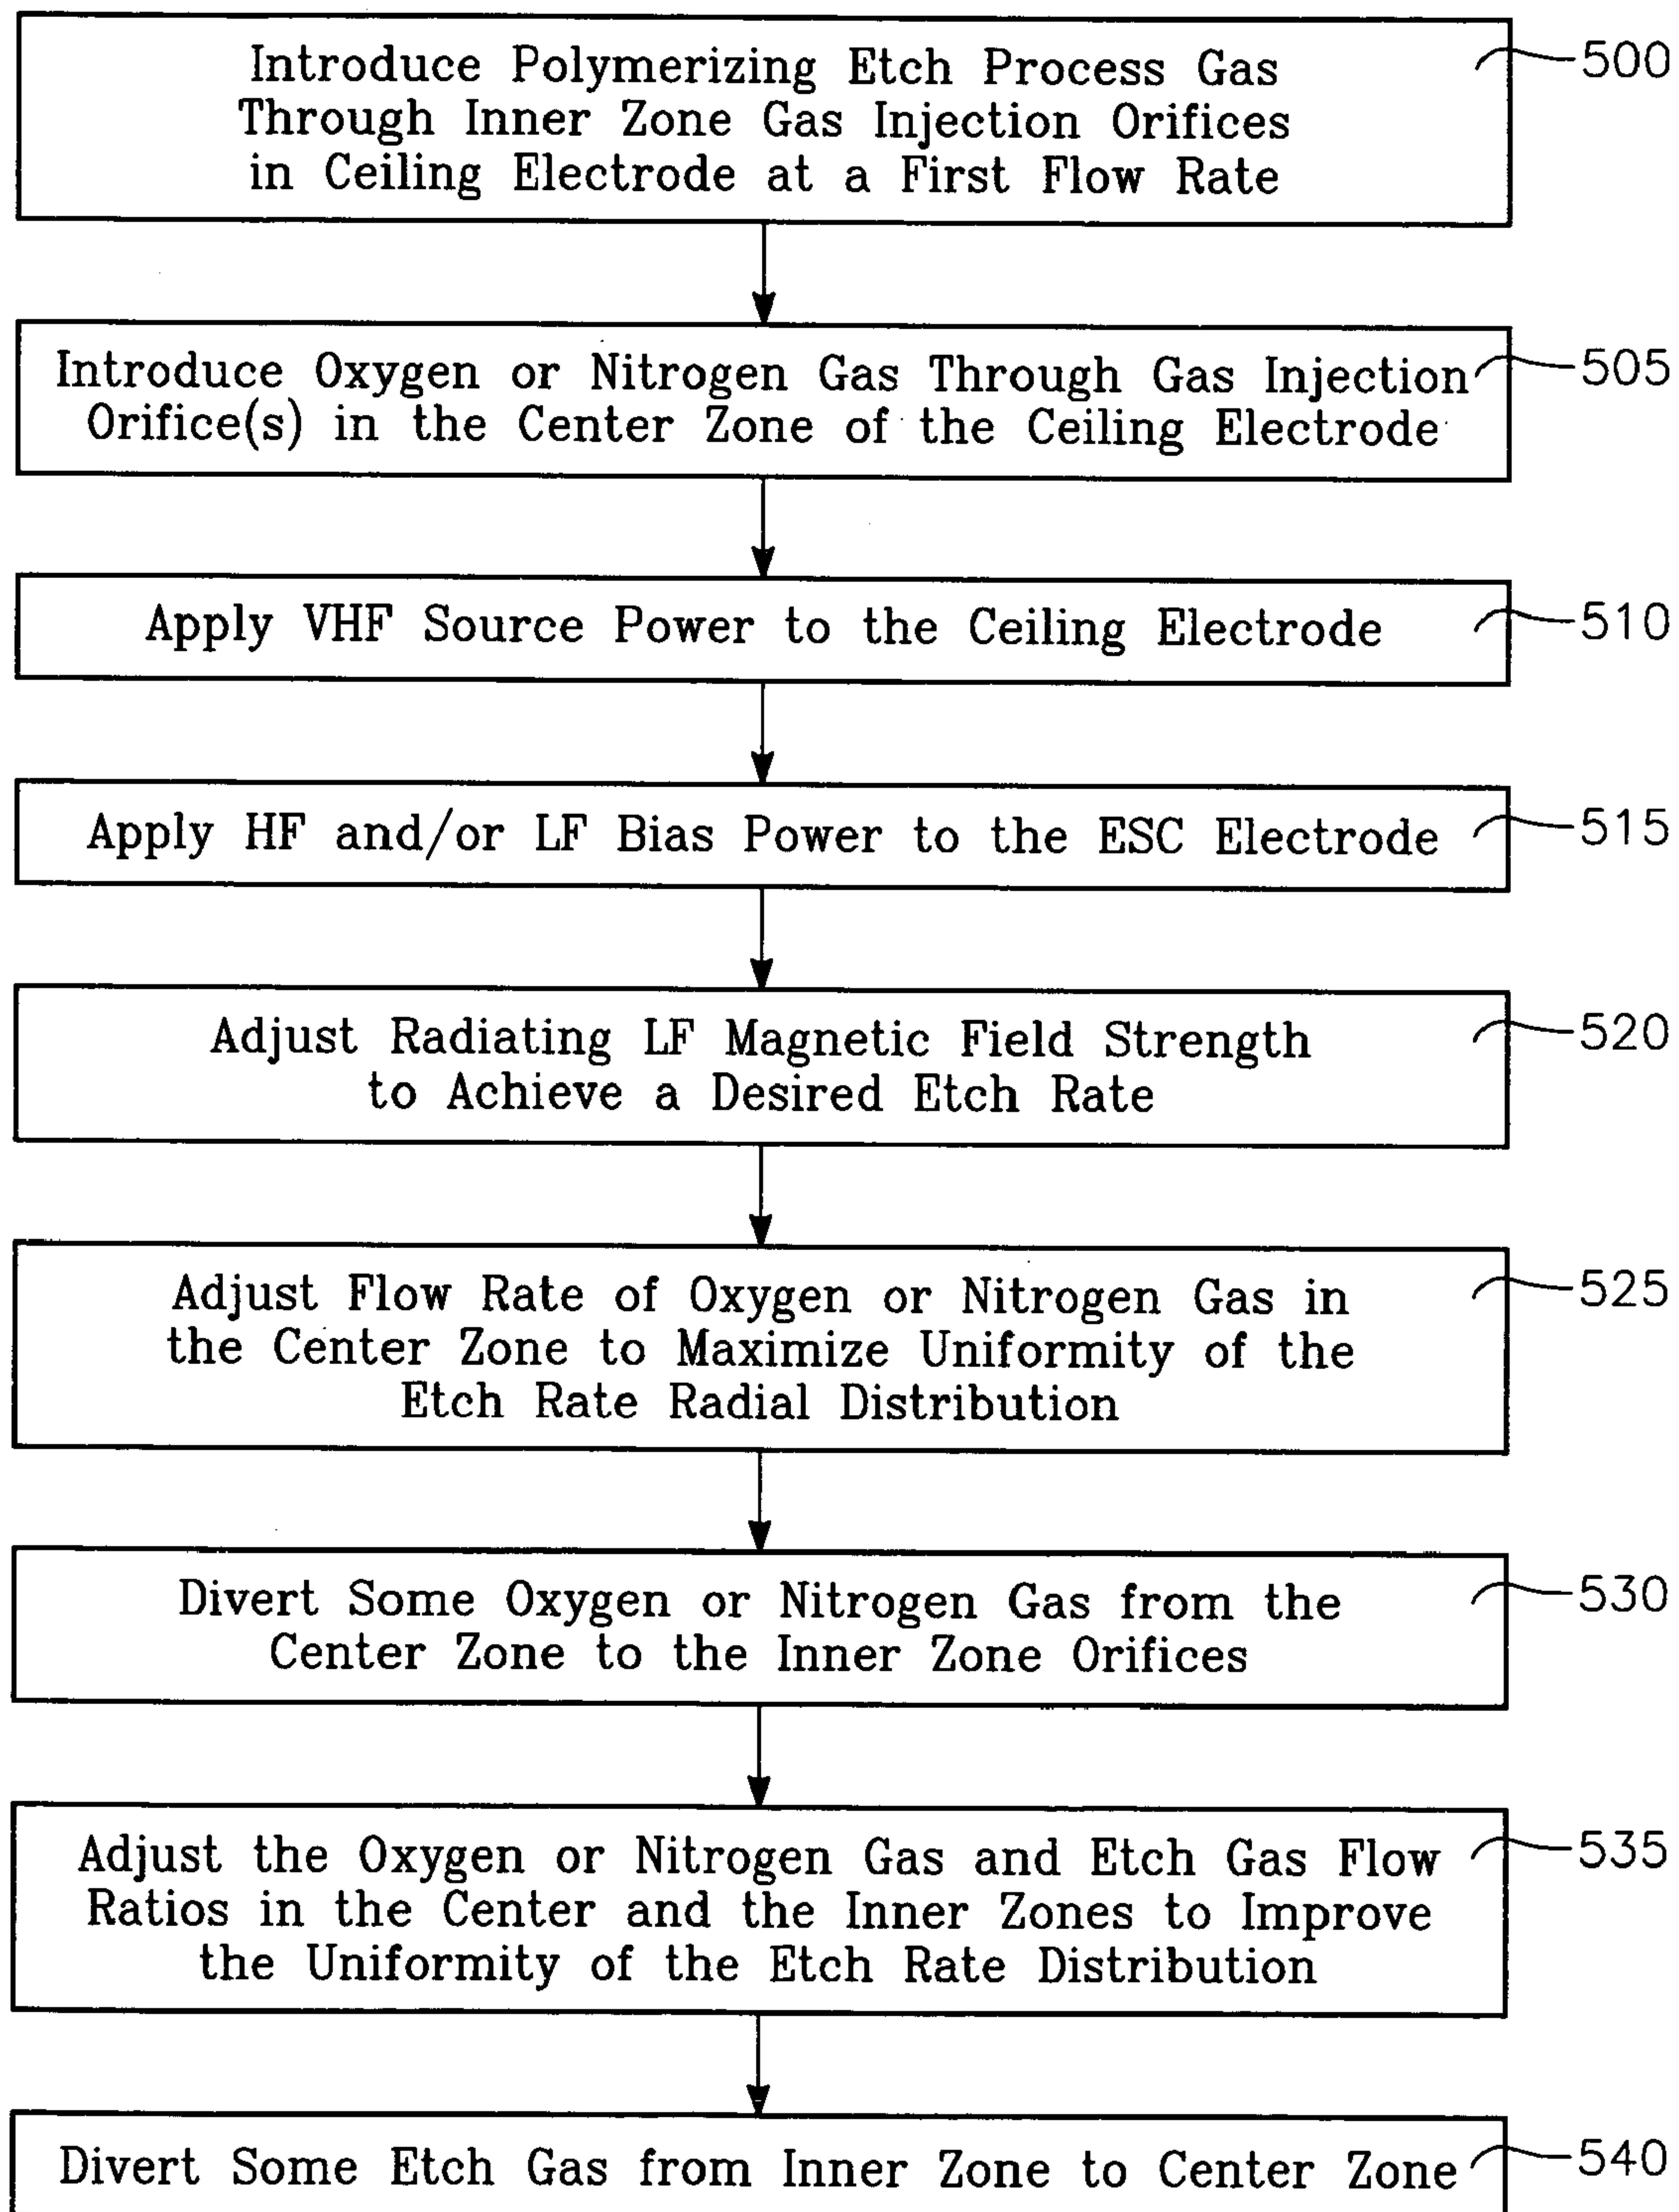 Introduce Polymerizing Etch Process Gas
Through Inner Zone Gas Injection Orifices
in Ceiling Electrode at a First Flow Rate
500
Introduce Oxygen or Nitrogen Gas Through Gas Injection
Orifice(s) in the Center Zone of the Ceiling Electrode
505
Apply VHF Source Power to the Ceiling Electrode
510
Apply HF and/or LF Bias Power to the ESC Electrode
515
Adjust Radiating LF Magnetic Field Strength
to Achieve a Desired Etch Rate
520
Adjust Flow Rate of Oxygen or Nitrogen Gas in
the Center Zone to Maximize Uniformity of the
Etch Rate Radial Distribution
525
Divert Some Oxygen or Nitrogen Gas from the
Center Zone to the Inner Zone Orifices
530
Adjust the Oxygen or Nitrogen Gas and Etch Gas Flow
Ratios in the Center and the Inner Zones to Improve
the Uniformity of the Etch Rate Distribution
535
Divert Some Etch Gas from Inner Zone to Center Zone
540